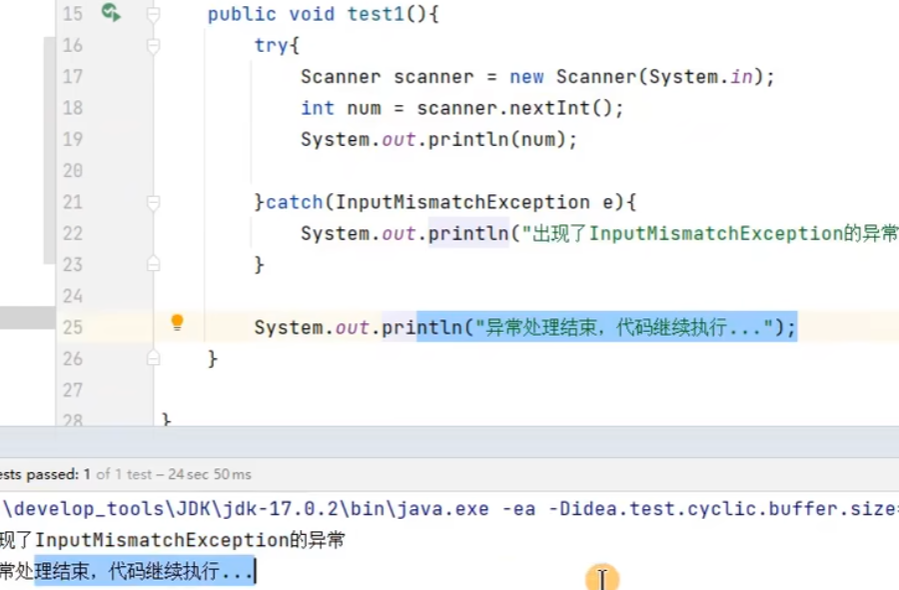 15 public void test1(){
16 try{
17 Scanner scanner = new Scanner(System.in);
18 int num = scanner.nextInt();
19 System.out.println(num);
20
21 }catch(InputMismatchException e){
22 System.out.println("出现了InputMismatchException的异常
23 }
24
25 System.out.println("异常处理结束，代码继续执行...");
26 }
27
28 }
ests passed: 1 of 1 test – 24 sec 50 ms
\develop_tools\JDK\jdk-17.0.2\bin\java.exe -ea -Didea.test.cyclic.buffer.size=
现了InputMismatchException的异常
常处理结束，代码继续执行...